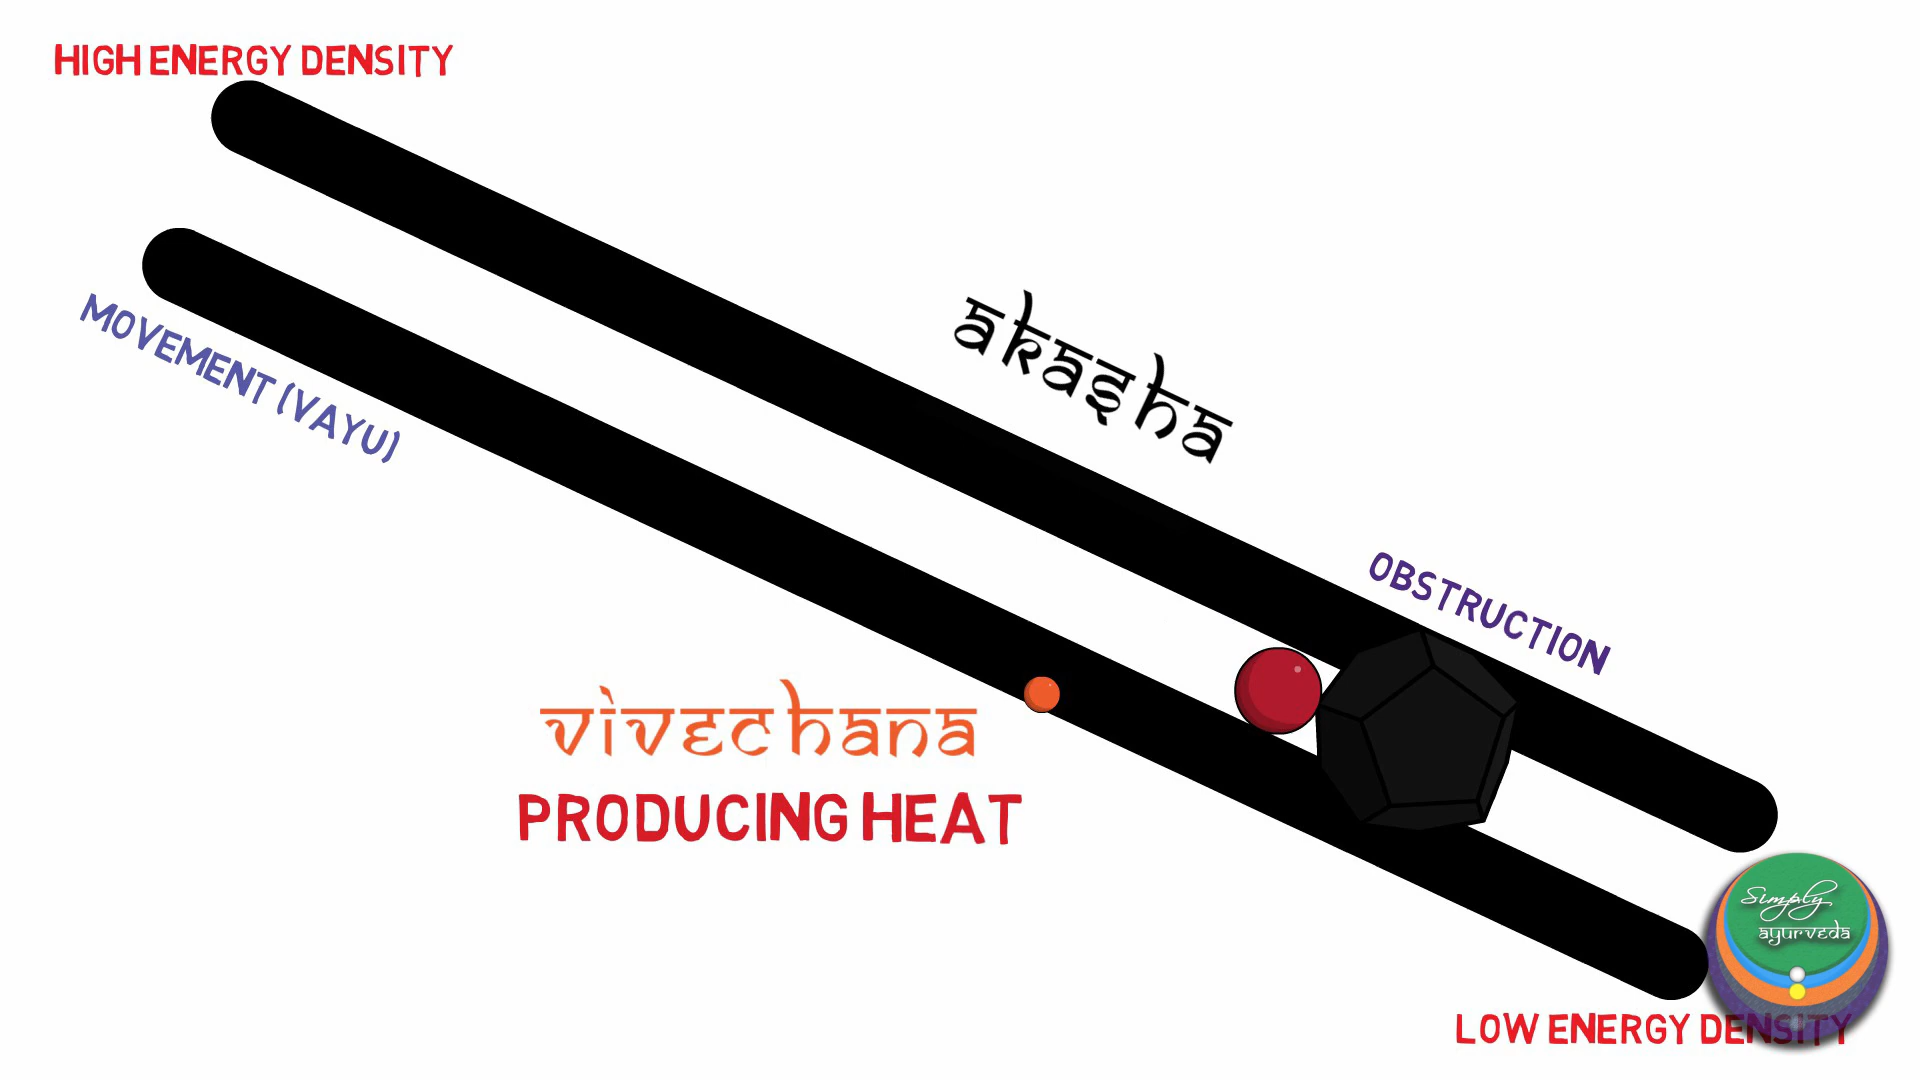 HIGH ENERGY DENSITY
MOVEMENT (VAYU)
akasha
OBSTRUCTION
vivechana
PRODUCING HEAT
Simply
ayurveda
LOW ENERGY DENSITY